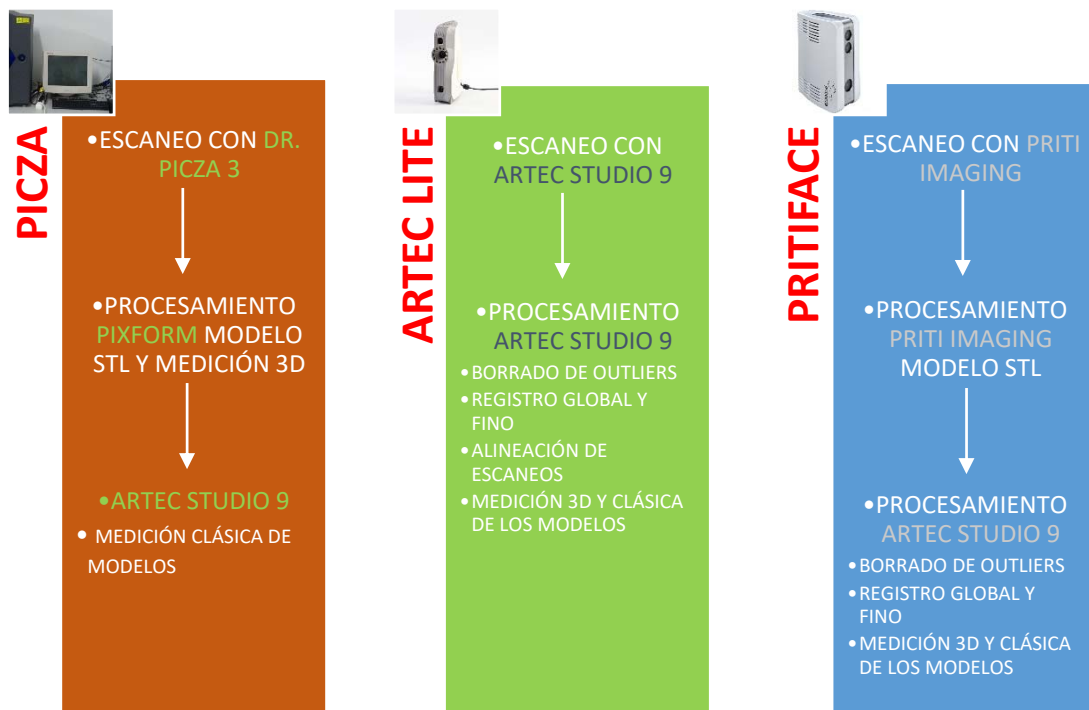 PICZA
•ESCANEO CON DR.
PICZA 3
•PROCESAMIENTO
PIXFORM MODELO
STL Y MEDICIÓN 3D
•ARTEC STUDIO 9
• MEDICIÓN CLÁSICA DE
MODELOS
ARTEC LITE
•ESCANEO CON
ARTEC STUDIO 9
•PROCESAMIENTO
ARTEC STUDIO 9
•BORRADO DE OUTLIERS
•REGISTRO GLOBAL Y
FINO
•ALINEACIÓN DE
ESCANEOS
•MEDICIÓN 3D Y CLÁSICA
DE LOS MODELOS
PRITIFACE
•ESCANEO CON PRITI
IMAGING
•PROCESAMIENTO
PRITI IMAGING
MODELO STL
•PROCESAMIENTO
ARTEC STUDIO 9
•BORRADO DE OUTLIERS
•REGISTRO GLOBAL Y
FINO
•MEDICIÓN 3D Y CLÁSICA
DE LOS MODELOS